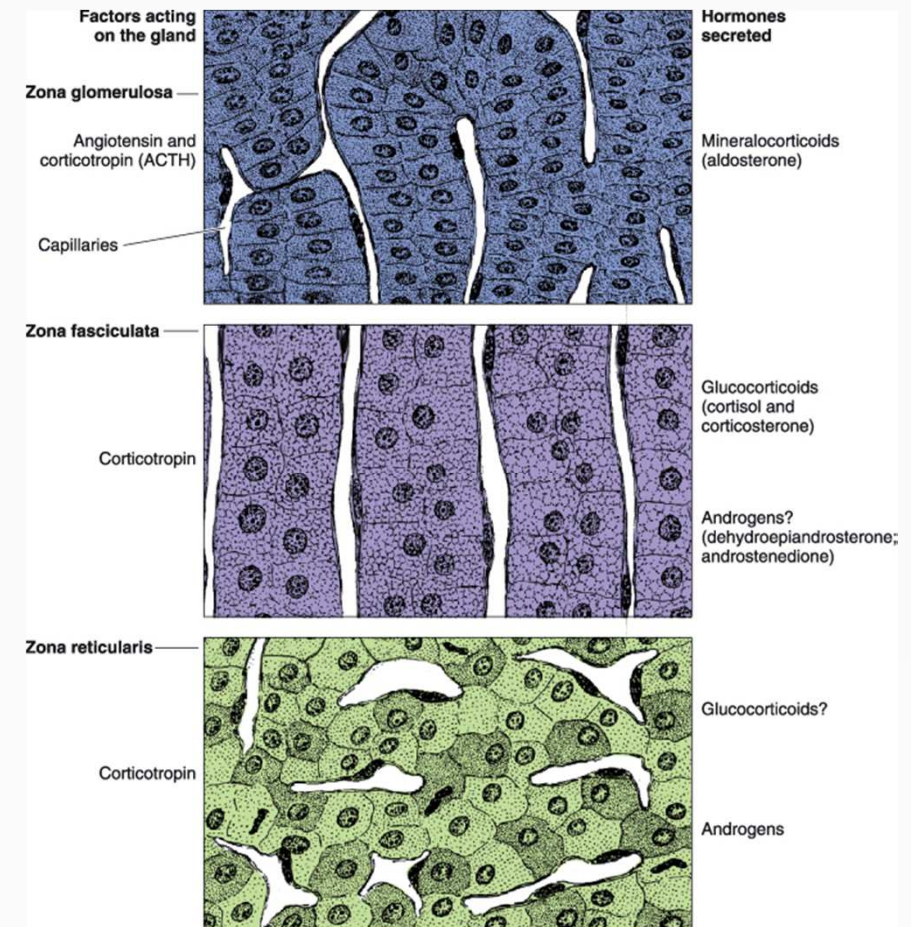 Factors acting
on the gland
Hormones
secreted
Zona glomerulosa
Angiotensin and
corticotropin (ACTH)
Mineralocorticoids
(aldosterone)
Capillaries
Zona fasciculata
Glucocorticoids
(cortisol and
corticosterone)
Corticotropin
Androgens?
(dehydroepiandrosterone;
androstenedione)
Zona reticularis
Glucocorticoids?
Corticotropin
Androgens